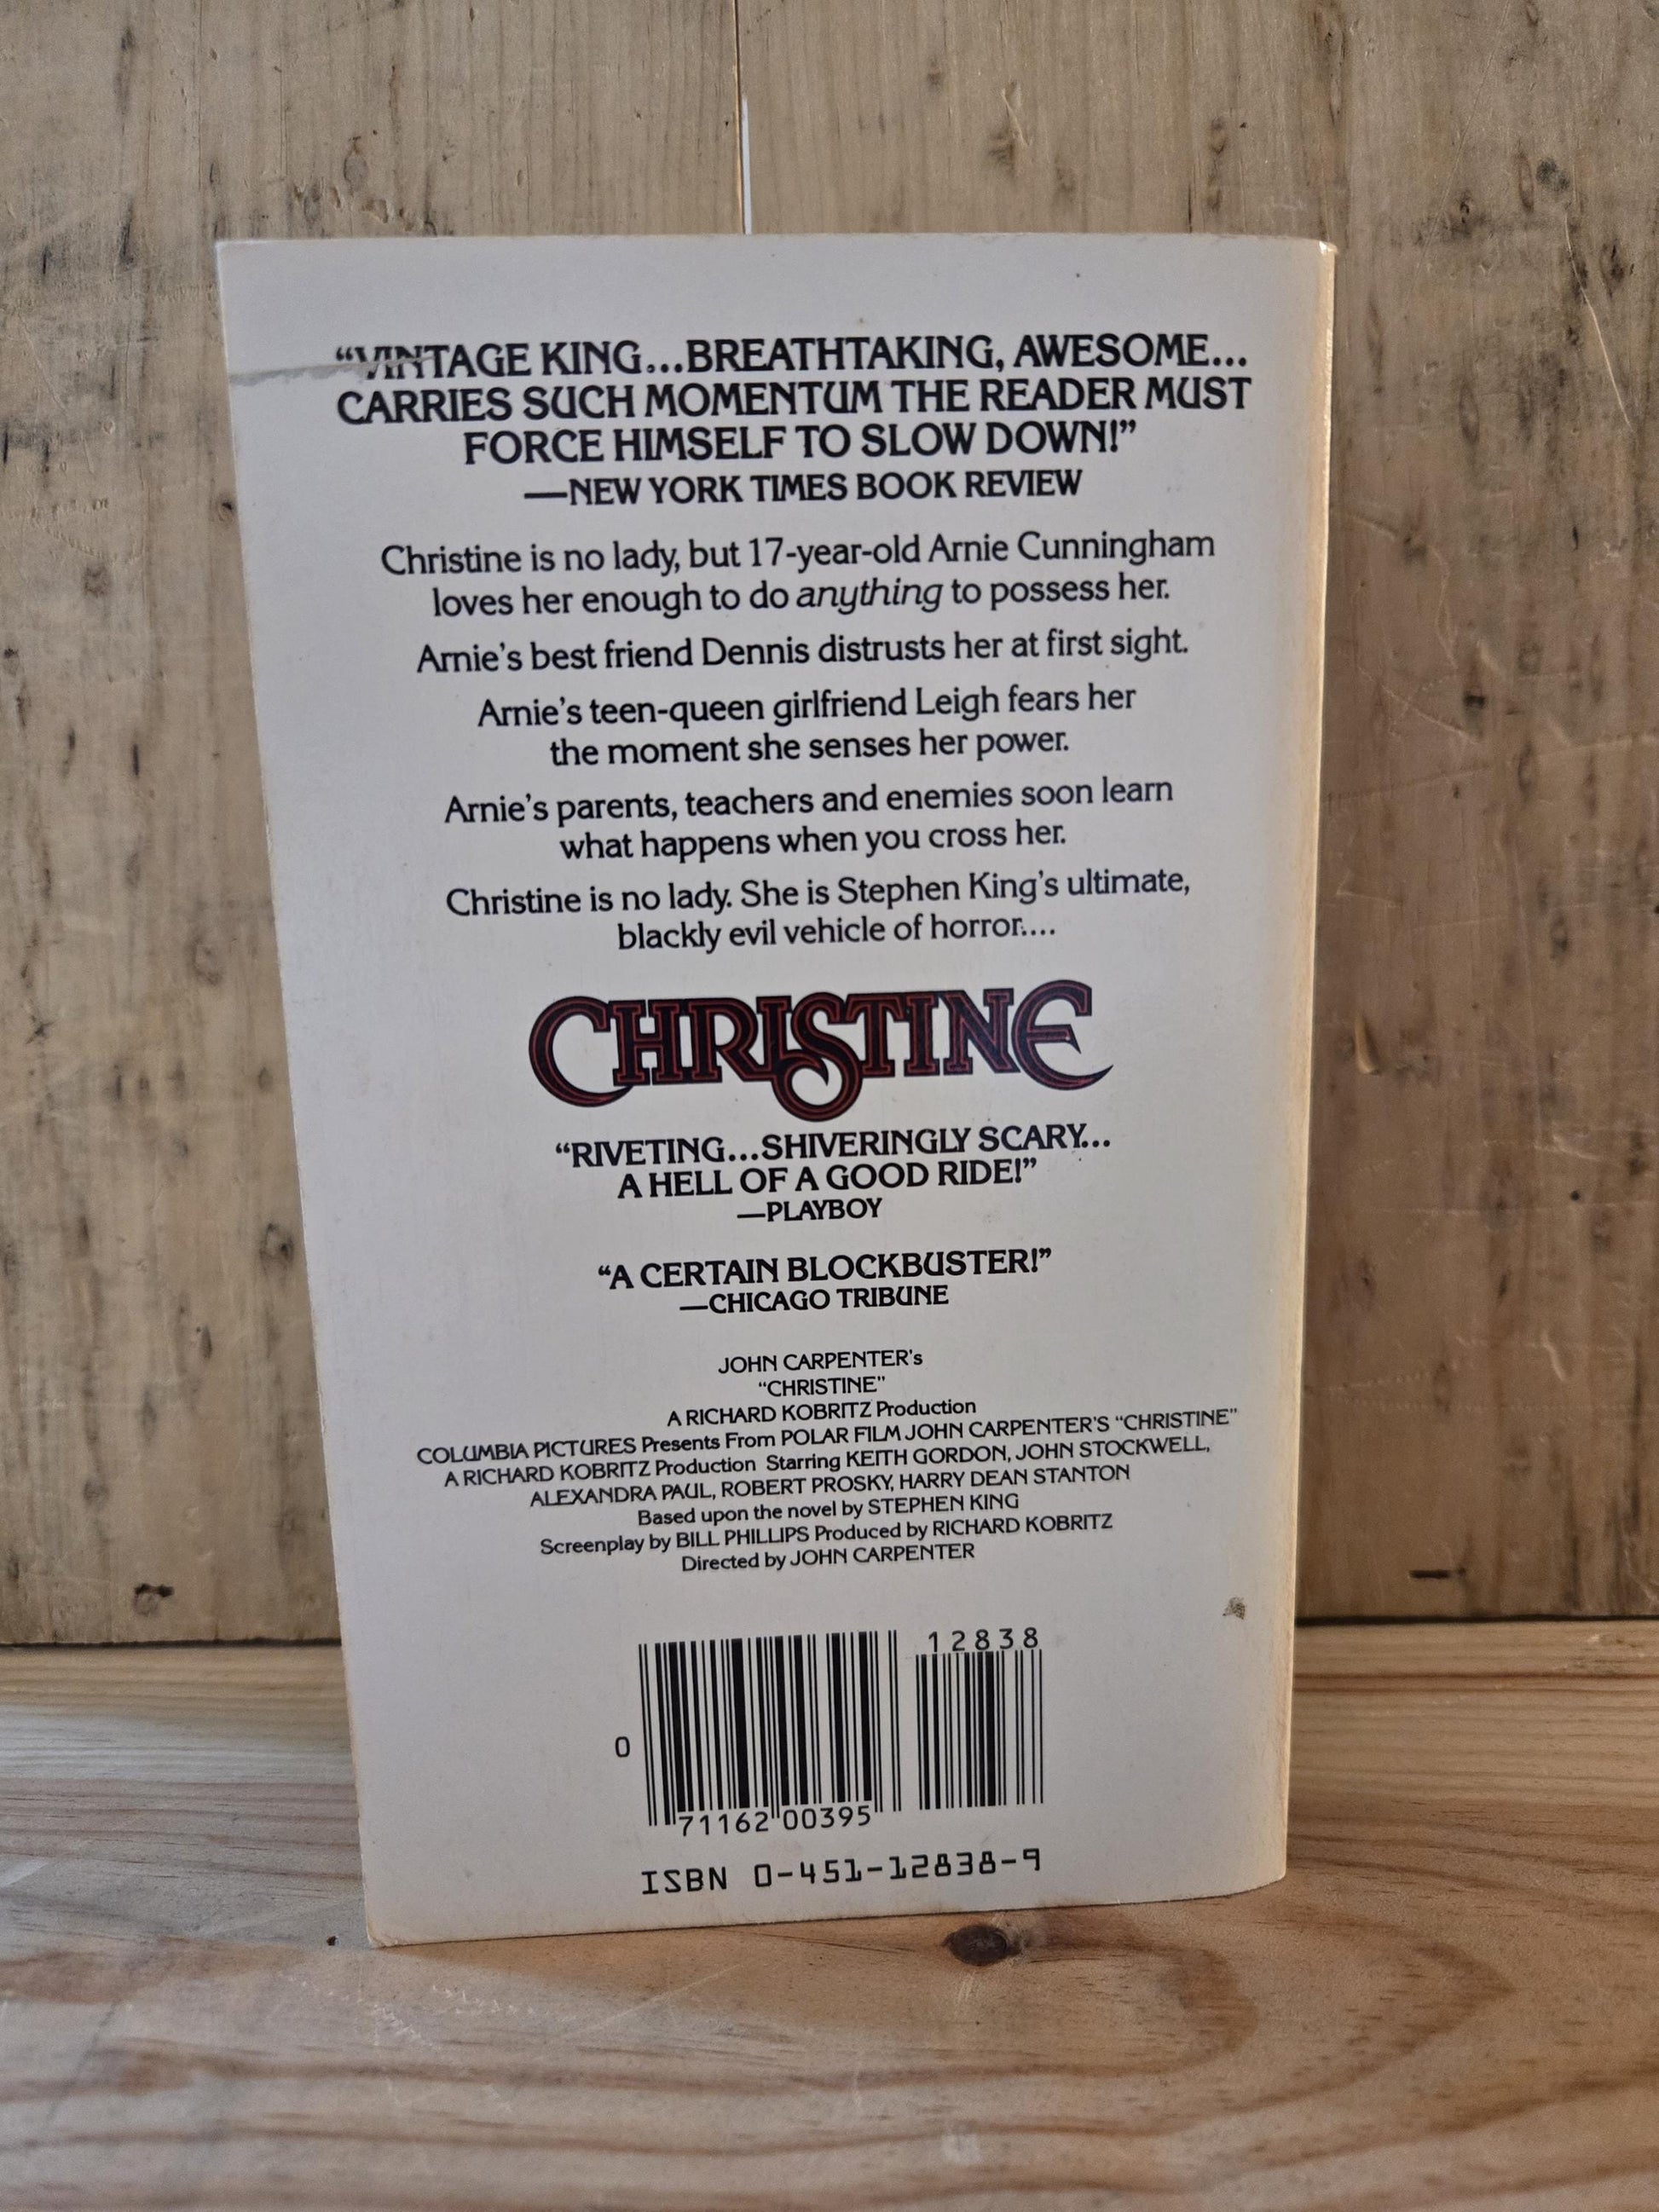 “VINTAGE KING...BREATHTAKING, AWESOME...
CARRIES SUCH MOMENTUM THE READER MUST
FORCE HIMSELF TO SLOW DOWN!”
—NEW YORK TIMES BOOK REVIEW
Christine is no lady, but 17-year-old Arnie Cunningham
loves her enough to do anything to possess her.
Arnie’s best friend Dennis distrusts her at first sight.
Arnie’s teen-queen girlfriend Leigh fears her
the moment she senses her power.
Arnie’s parents, teachers and enemies soon learn
what happens when you cross her.
Christine is no lady. She is Stephen King’s ultimate,
blackly evil vehicle of horror....
CHRISTINE
“RIVETING...SHIVERINGLY SCARY...
A HELL OF A GOOD RIDE!”
—PLAYBOY
“A CERTAIN BLOCKBUSTER!”
—CHICAGO TRIBUNE
JOHN CARPENTER’s
“CHRISTINE”
A RICHARD KOBRITZ Production
COLUMBIA PICTURES Presents From POLAR FILM JOHN CARPENTER’S “CHRISTINE”
A RICHARD KOBRITZ Production Starring KEITH GORDON, JOHN STOCKWELL,
ALEXANDRA PAUL, ROBERT PROSKY, HARRY DEAN STANTON
Based upon the novel by STEPHEN KING
Screenplay by BILL PHILLIPS Produced by RICHARD KOBRITZ
Directed by JOHN CARPENTER
12838
0
71162 00395
ISBN 0-451-12838-9